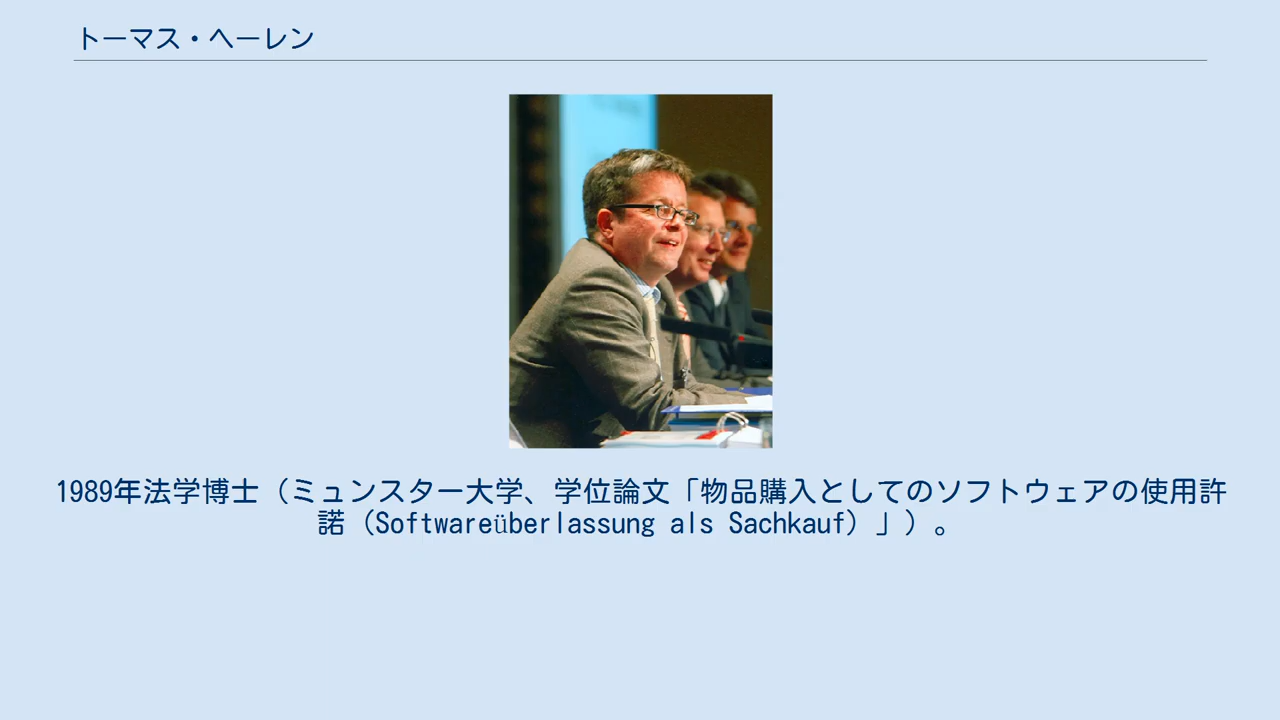 トーマス・ヘーレン
1989年法学博士（ミュンスター大学、学位論文「物品購入としてのソフトウェアの使用許
諾（Softwareüberlassung als Sachkauf）」）。